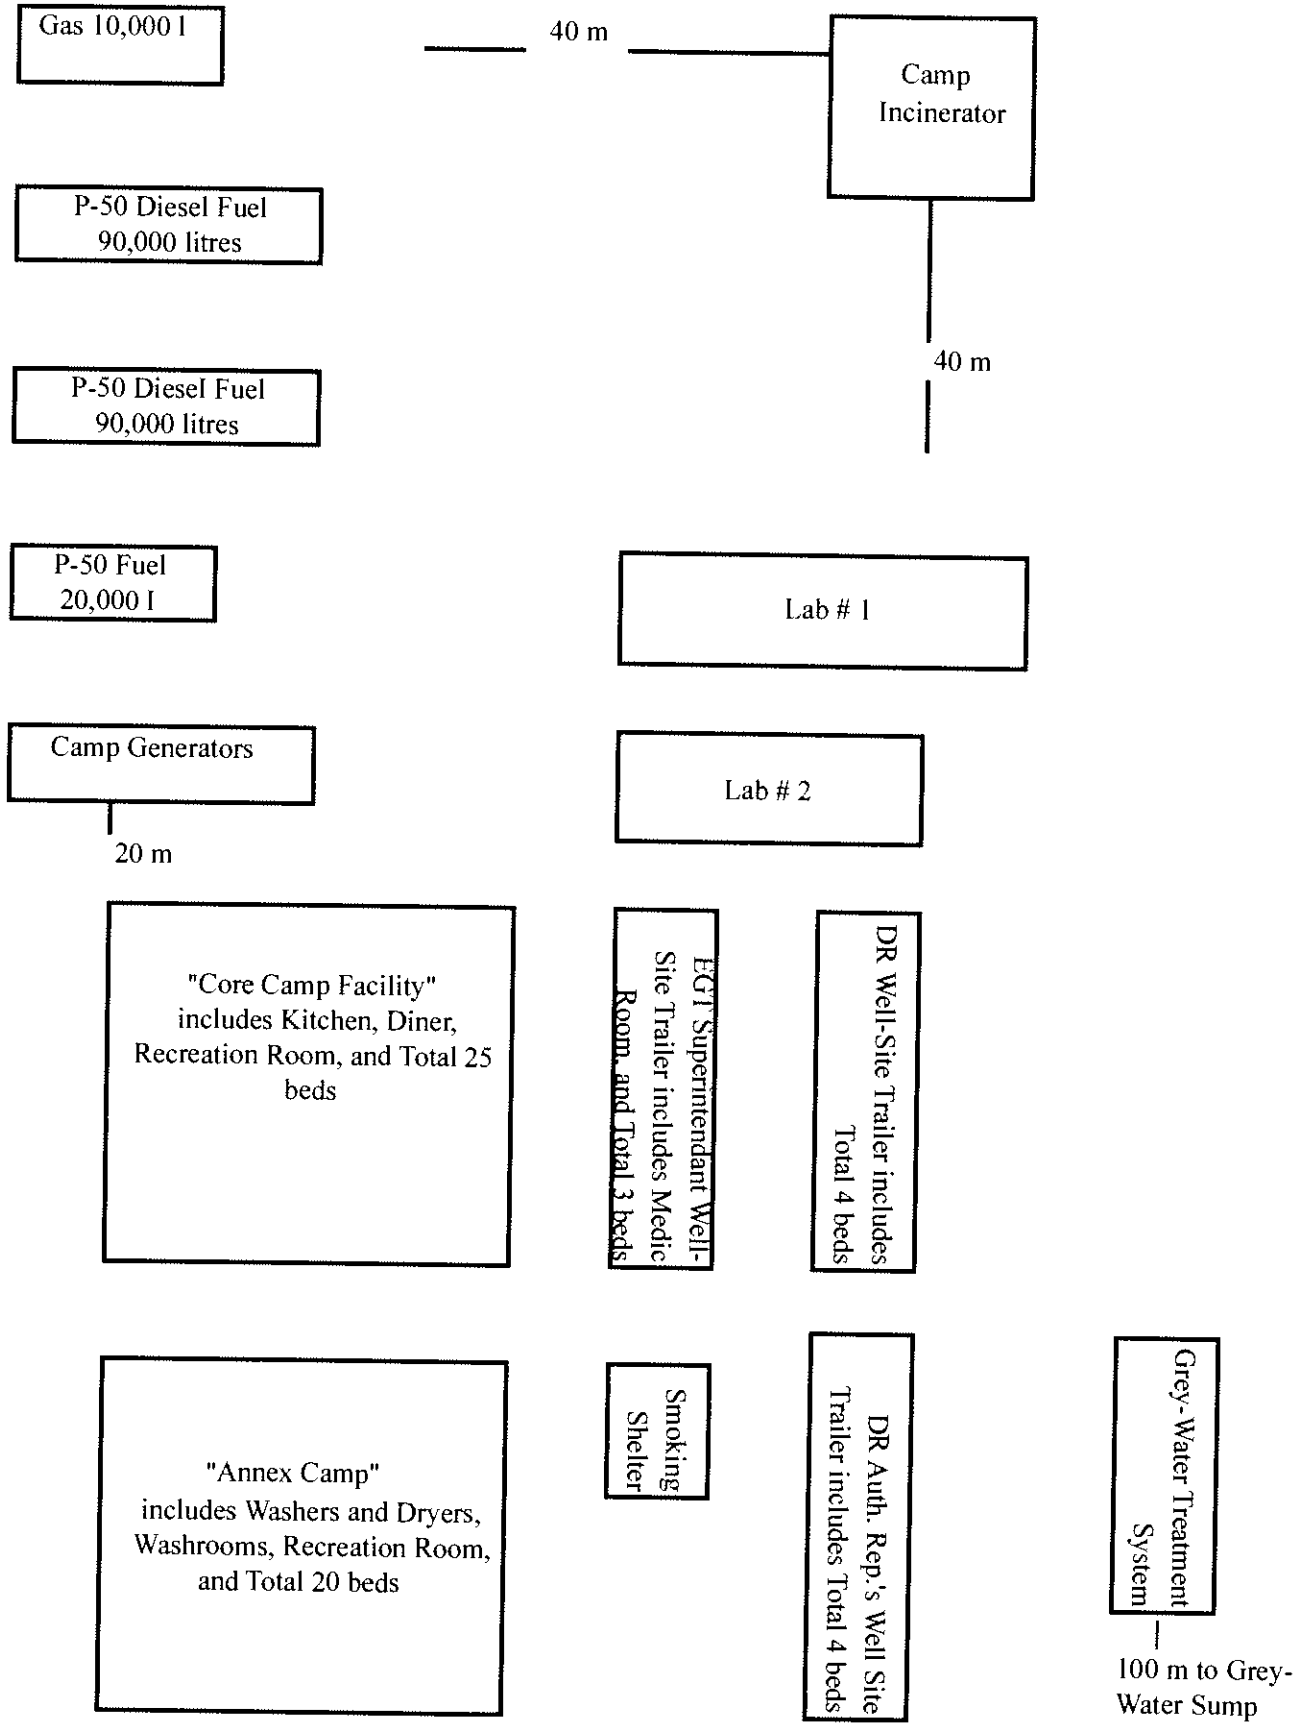 Gas 10,000 l
40 m
Camp
Incinerator
P-50 Diesel Fuel
90,000 litres
40 m
P-50 Diesel Fuel
90,000 litres
P-50 Fuel
20,000 l
Lab # 1
Camp Generators
Lab # 2
20 m
"Core Camp Facility"
includes Kitchen, Diner,
Recreation Room, and Total 25
beds
EGT Superintendant Well-
Site Trailer includes Medic
Room, and Total 3 beds
DR Well-Site Trailer includes
Total 4 beds
"Annex Camp"
includes Washers and Dryers,
Washrooms, Recreation Room,
and Total 20 beds
Smoking
Shelter
DR Auth. Rep.'s Well Site
Trailer includes Total 4 beds
Grey-Water Treatment
System
100 m to Grey-
Water Sump